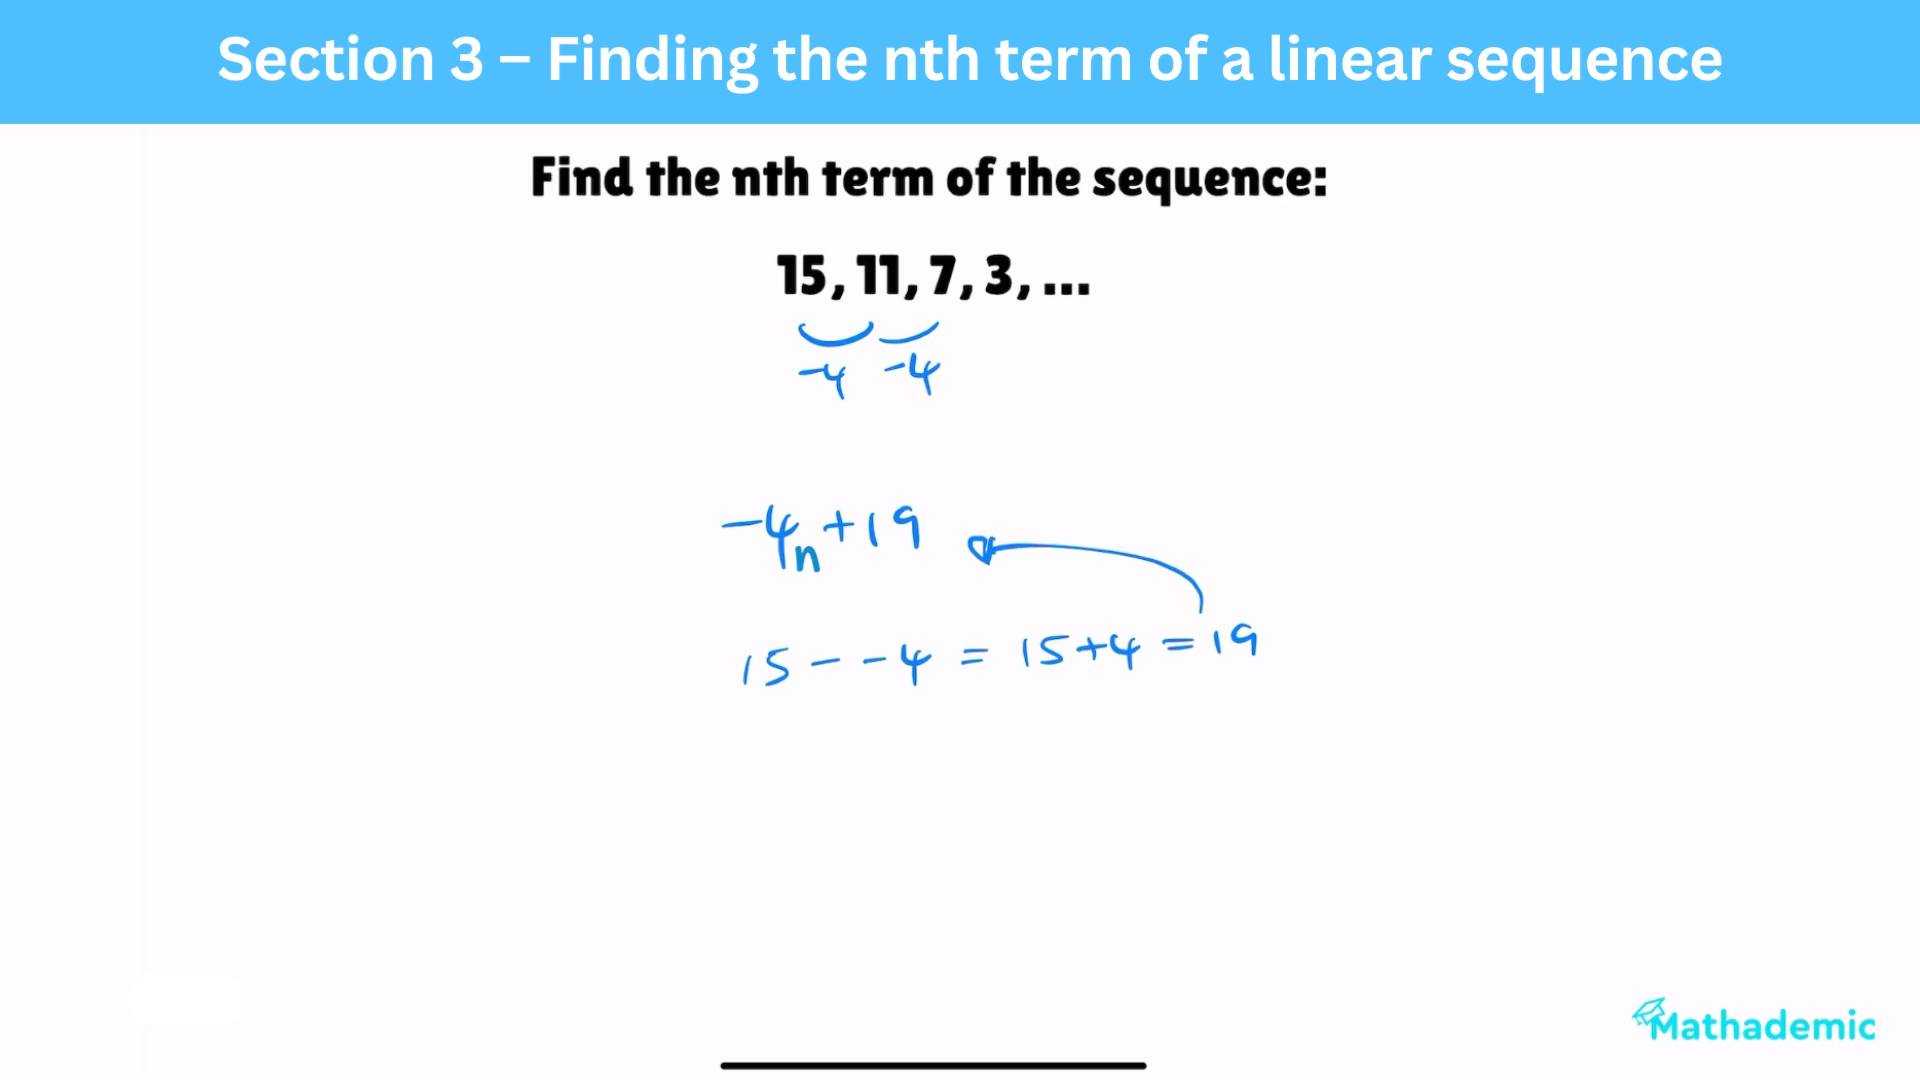 Section 3 – Finding the nth term of a linear sequence
Find the nth term of the sequence:
15, 11, 7, 3, ...
-4 -4
-4n+19
15 - -4 = 15+4 = 19
Mathademic